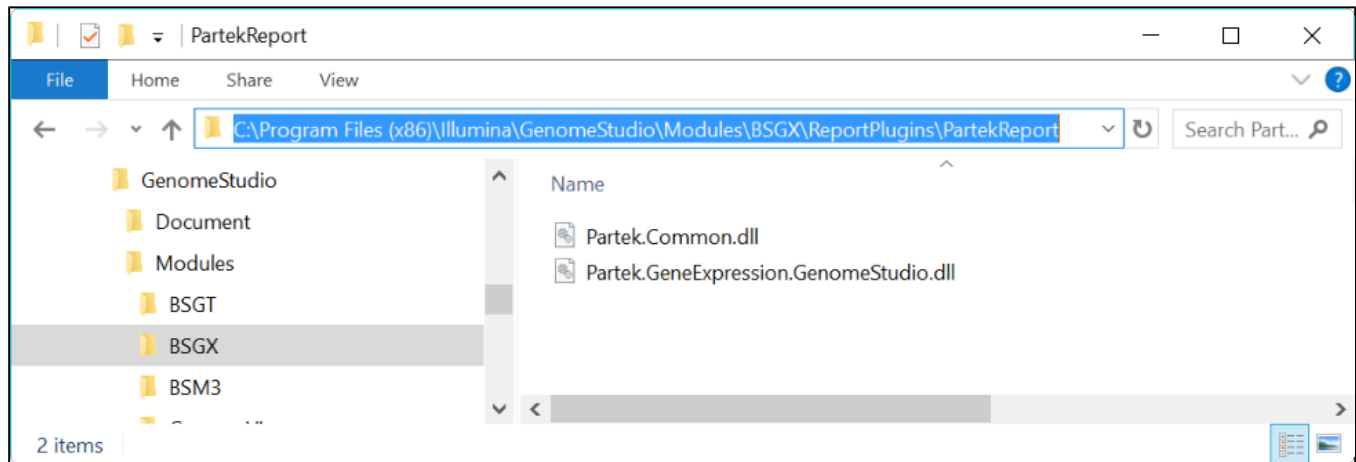 PartekReport
File Home Share View
C:\Program Files (x86)\Illumina\GenomeStudio\Modules\BSGX\ReportPlugins\PartekReport Search Part...
GenomeStudio
Document
Modules
BSGT
BSGX
BSM3
Name
Partek.Common.dll
Partek.GeneExpression.GenomeStudio.dll
2 items